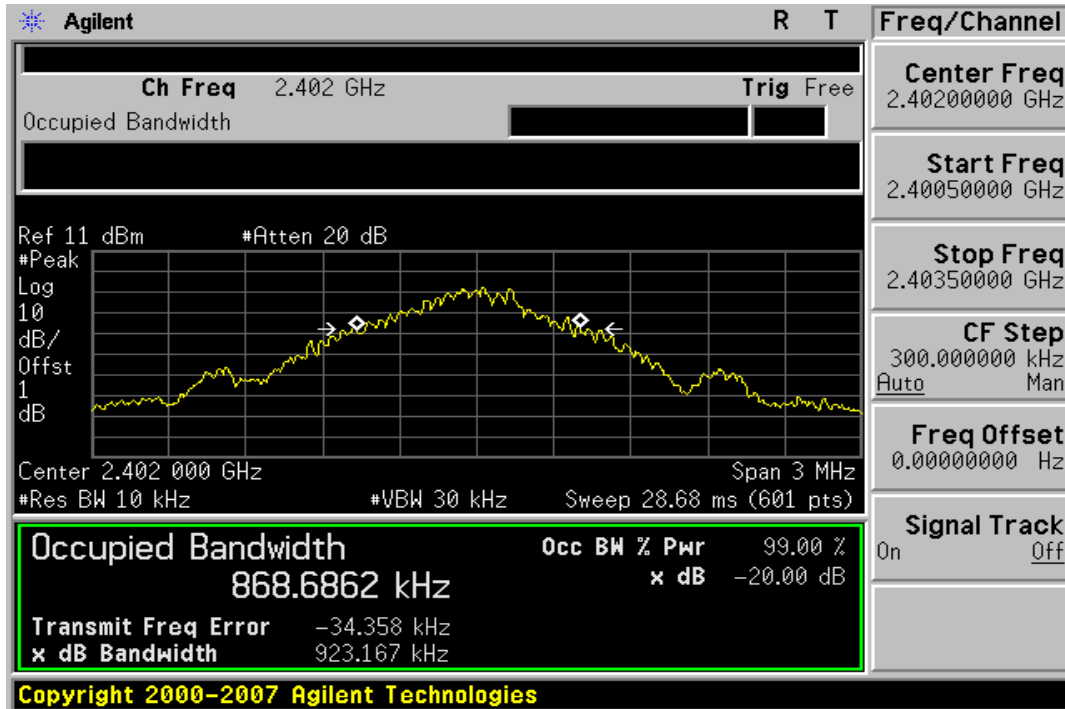 Agilent R T
Ch Freq 2.402 GHz Trig Free
Occupied Bandwidth
Ref 11 dBm #Atten 20 dB
#Peak
Log
10
dB/
Offst
1
dB
Center 2.402 000 GHz Span 3 MHz
#Res BW 10 kHz #VBW 30 kHz Sweep 28.68 ms (601 pts)
Occupied Bandwidth
868.6862 kHz
Occ BW % Pwr 99.00 %
x dB -20.00 dB
Transmit Freq Error -34.358 kHz
x dB Bandwidth 923.167 kHz
Copyright 2000-2007 Agilent Technologies
Freq/Channel
Center Freq
2.40200000 GHz
Start Freq
2.40050000 GHz
Stop Freq
2.40350000 GHz
CF Step
300.000000 kHz
Auto Man
Freq Offset
0.00000000 Hz
Signal Track
On Off